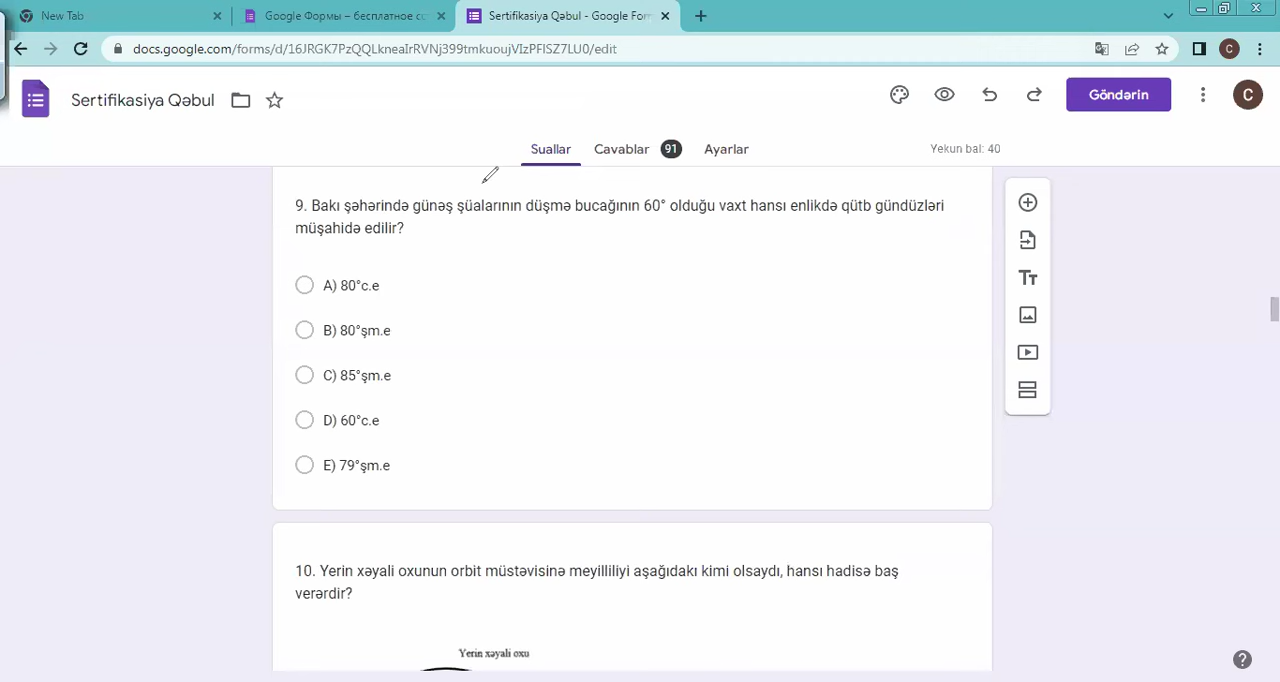 New Tab
Google Формы – бесплатное со
Sertifikasiya Qəbul - Google For
docs.google.com/forms/d/16JRGK7PzQQLkneaIrRVNj399tmkuoujVIzPFISZ7LU0/edit
C
Sertifikasiya Qəbul
Göndərin
C
Suallar
Cavablar 91
Ayarlar
Yekun bal: 40
9. Bakı şəhərində günəş şüalarının düşmə bucağının 60° olduğu vaxt hansı enlikdə qütb gündüzləri
müşahidə edilir?
A) 80°c.e
B) 80°şm.e
C) 85°şm.e
D) 60°c.e
E) 79°şm.e
10. Yerin xəyali oxunun orbit müstəvisinə meyilliliyi aşağıdakı kimi olsaydı, hansı hadisə baş
verərdir?
Yerin xəyali oxu